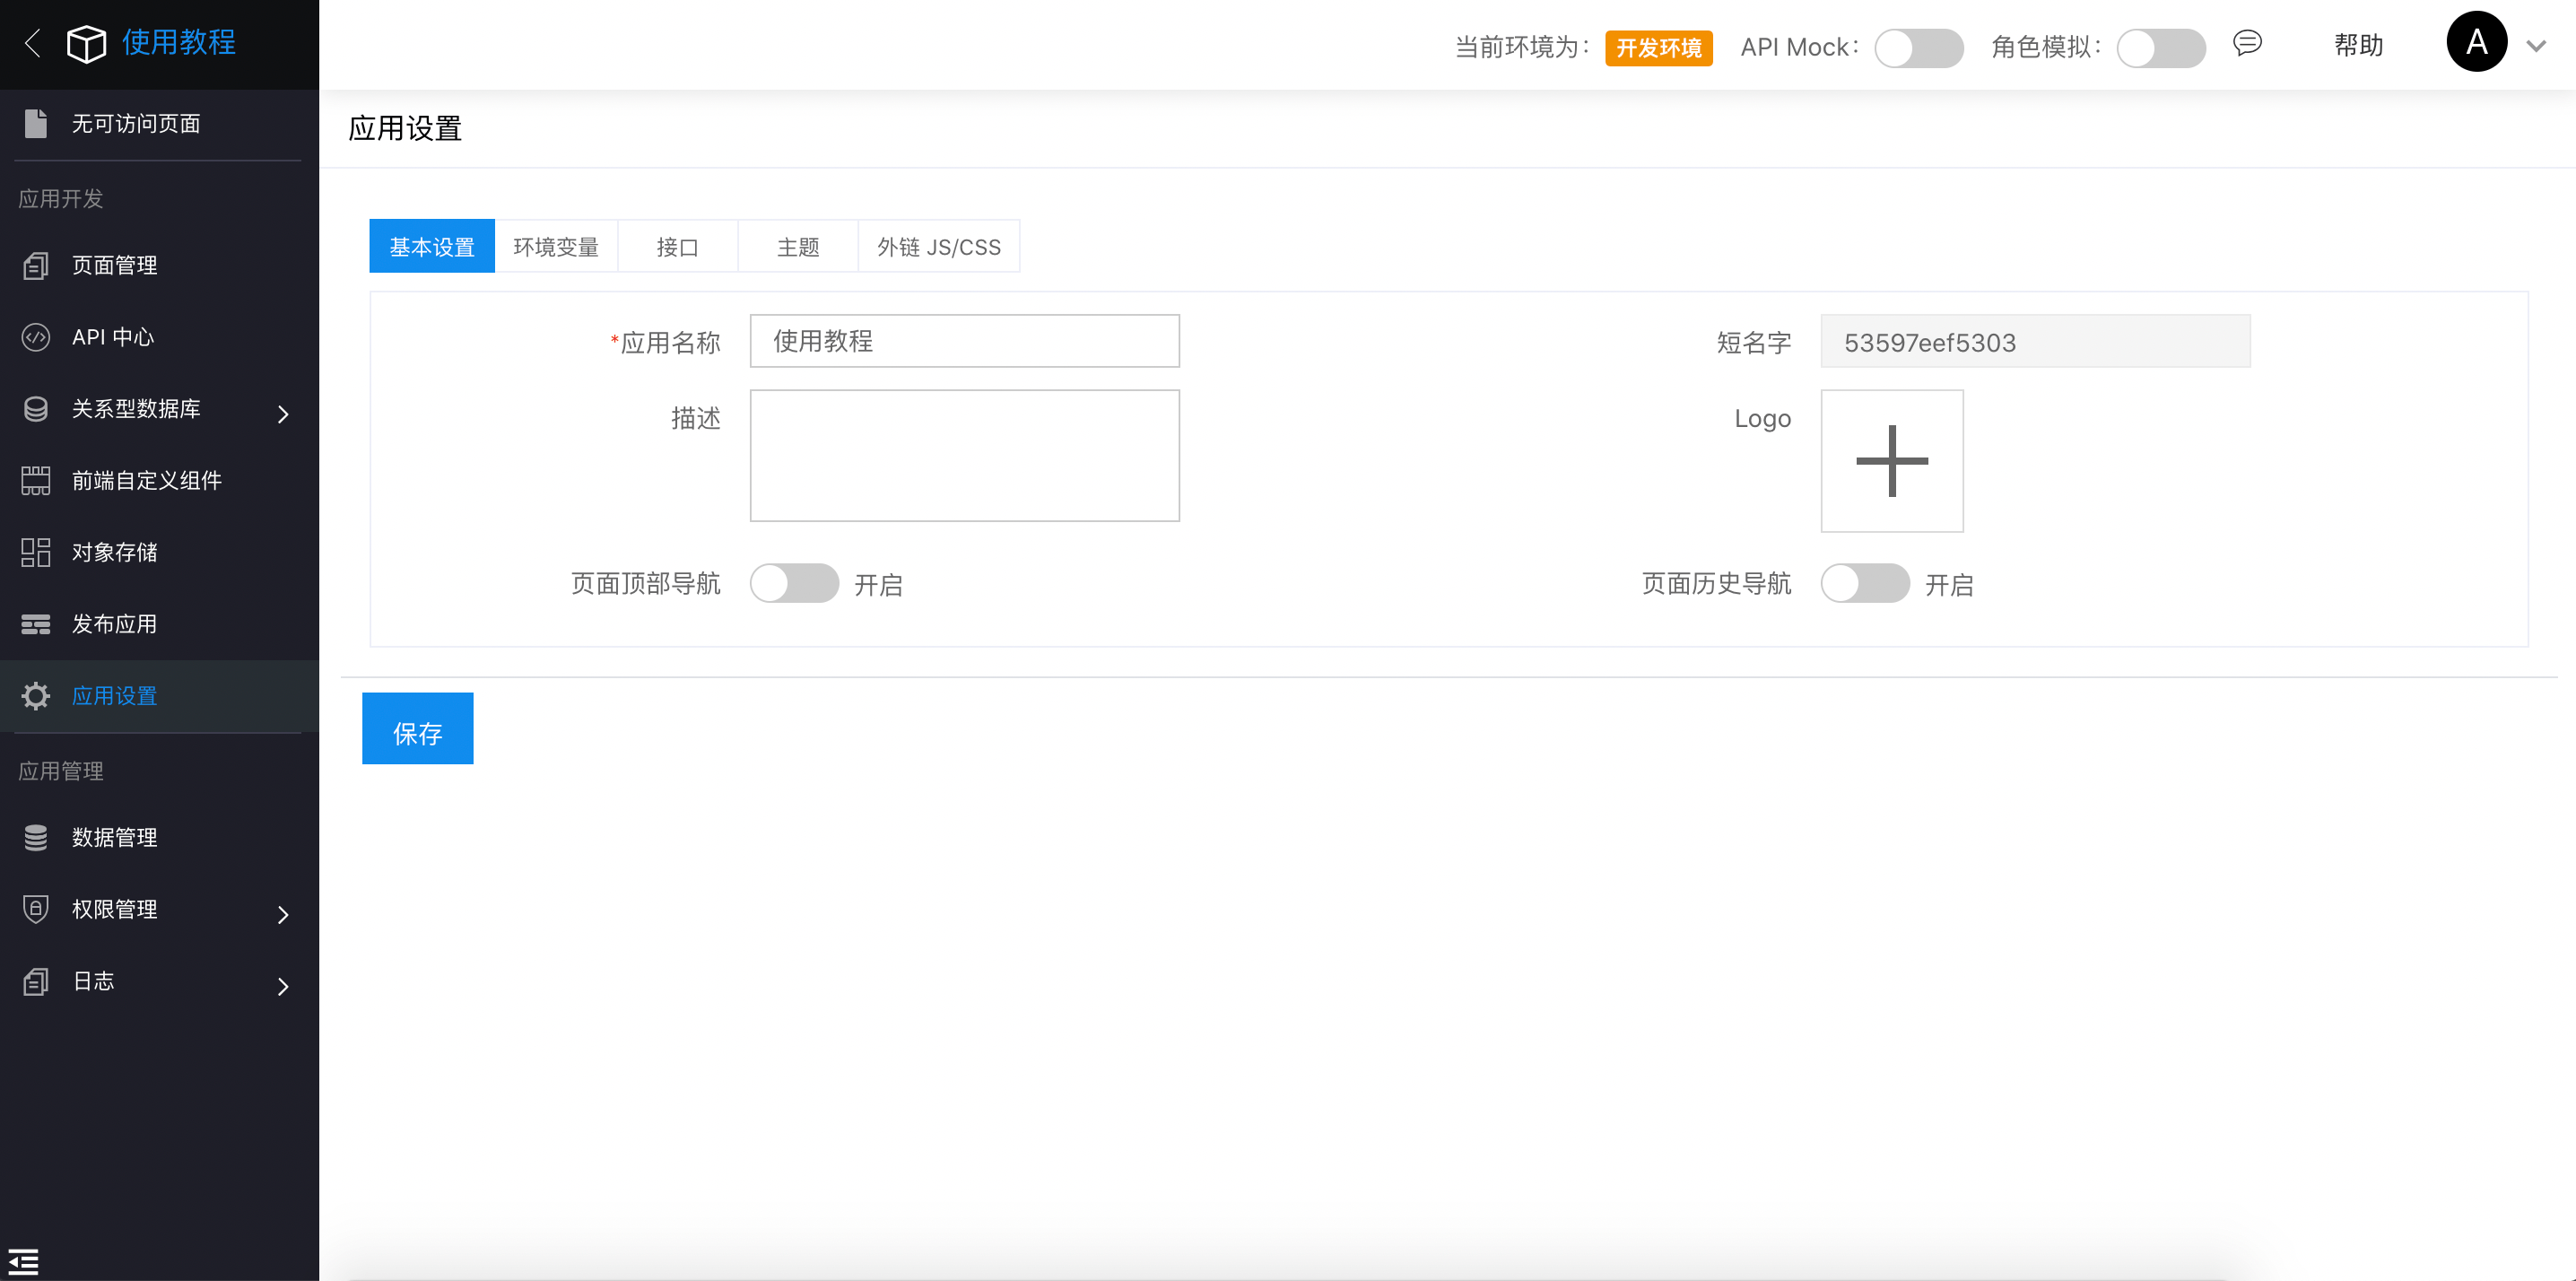 使用教程
当前环境为: 开发环境 API Mock: 角色模拟: 帮助 A
无可访问页面
应用开发
页面管理
API 中心
关系型数据库
前端自定义组件
对象存储
发布应用
应用设置
应用管理
数据管理
权限管理
日志
应用设置
基本设置 环境变量 接口 主题 外链 JS/CSS
*应用名称 使用教程 短名字 53597eef5303
描述 Logo
页面顶部导航 开启 页面历史导航 开启
保存